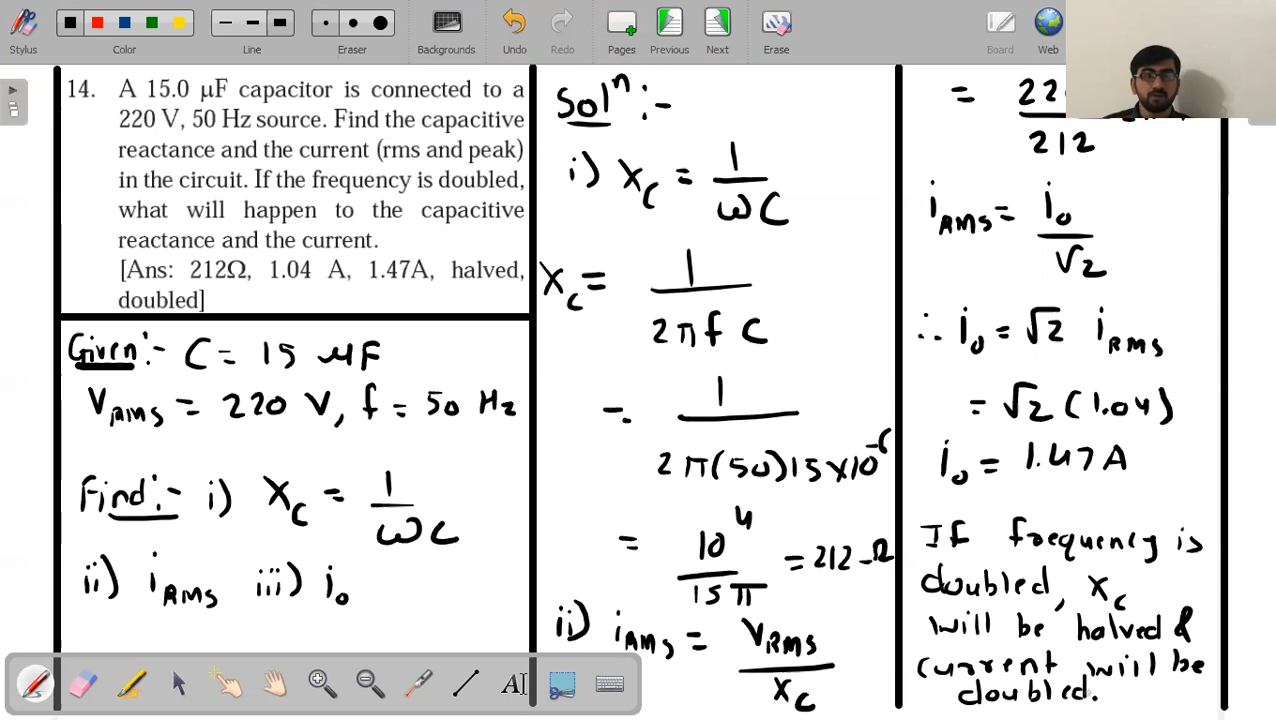 Stylus
Color
Line
Eraser
Backgrounds
Undo
Redo
Pages
Previous
Next
Erase
Board
Web
14. A 15.0 μF capacitor is connected to a
220 V, 50 Hz source. Find the capacitive
reactance and the current (rms and peak)
in the circuit. If the frequency is doubled,
what will happen to the capacitive
reactance and the current.
[Ans: 212Ω, 1.04 A, 1.47A, halved,
doubled]
Given:- C = 15 μF
VRMS = 220 V, f = 50 Hz
Find:- i) XC = 1/ωC
ii) iRMS iii) i₀
Solⁿ:-
i) XC = 1/ωC
XC = 1/2πfC
= 1/2π(50)15×10⁻⁶
= 10⁴/15π = 212 Ω
ii) iRMS = VRMS/XC
= 22/212
iRMS = i₀/√2
∴ i₀ = √2 iRMS
= √2 (1.04)
i₀ = 1.47 A
If frequency is
doubled, XC
will be halved &
current will be
doubled.